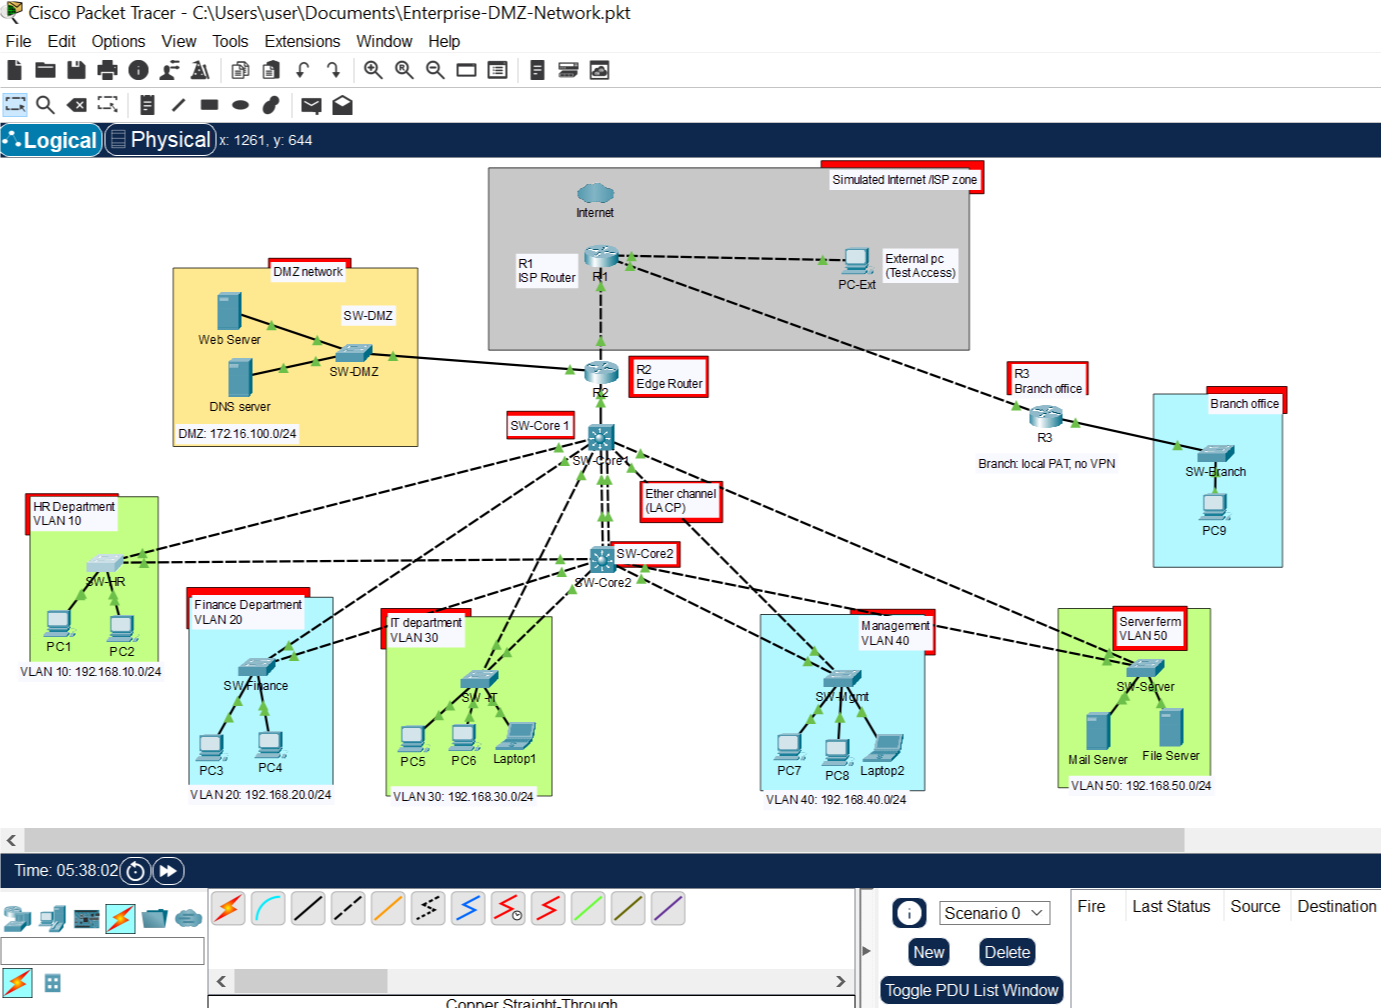 Cisco Packet Tracer - C:\Users\user\Documents\Enterprise-DMZ-Network.pkt
File Edit Options View Tools Extensions Window Help
Logical Physical x: 1261, y: 644
Simulated Internet /ISP zone
Internet
R1
ISP Router
R1
External pc
(Test Access)
PC-Ext
DMZ network
SW-DMZ
Web Server
SW-DMZ
DNS server
DMZ: 172.16.100.0/24
R2
Edge Router
R2
R3
Branch office
R3
Branch: local PAT, no VPN
Branch office
SW-Branch
PC9
SW-Core 1
SW-Core1
Ether channel
(LACP)
SW-Core2
SW-Core2
HR Department
VLAN 10
SW-HR
PC1
PC2
VLAN 10: 192.168.10.0/24
Finance Department
VLAN 20
SW Finance
PC3
PC4
VLAN 20: 192.168.20.0/24
IT department
VLAN 30
SW -IT
PC5
PC6
Laptop1
VLAN 30: 192.168.30.0/24
Management
VLAN 40
SW-Mgmt
PC7
PC8
Laptop2
VLAN 40: 192.168.40.0/24
Server ferm
VLAN 50
SW-Server
Mail Server
File Server
VLAN 50: 192.168.50.0/24
Time: 05:38:02
Scenario 0
New Delete
Toggle PDU List Window
Fire Last Status Source Destination
Copper Straight-Through